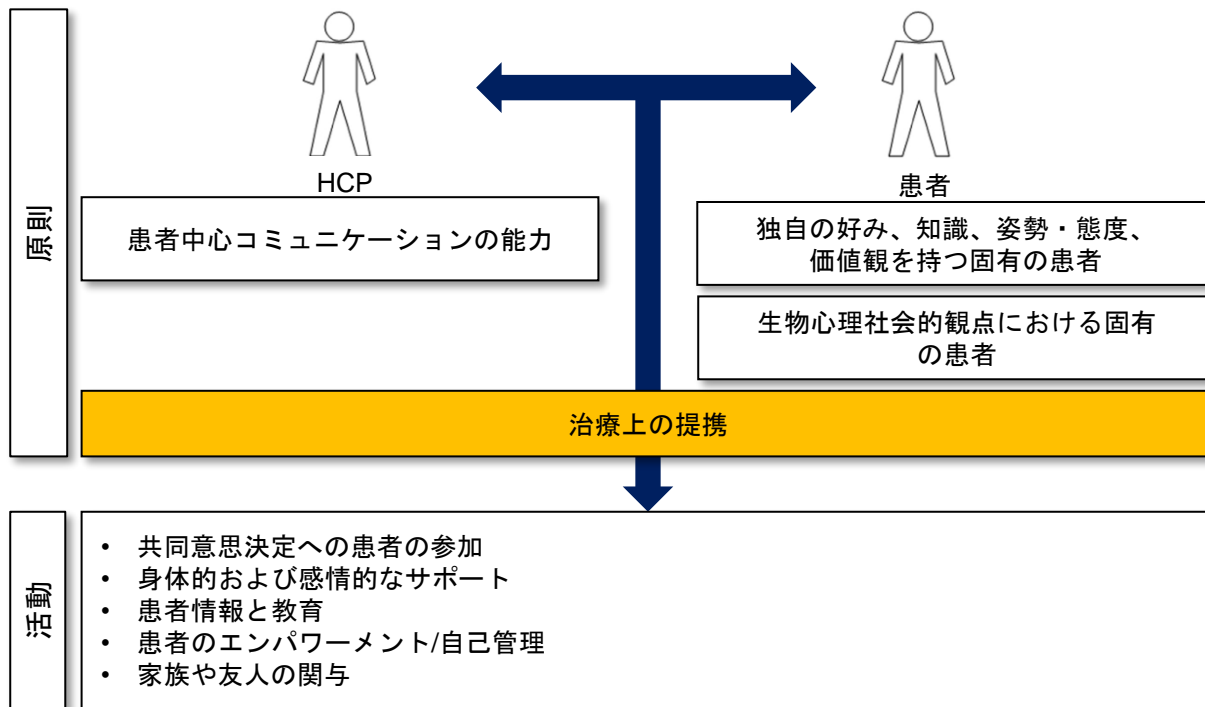 原則
HCP
患者
患者中心コミュニケーションの能力
独自の好み、知識、姿勢・態度、
価値観を持つ固有の患者
生物心理社会的観点における固有
の患者
治療上の提携
活動
• 共同意思決定への患者の参加
• 身体的および感情的なサポート
• 患者情報と教育
• 患者のエンパワーメント/自己管理
• 家族や友人の関与